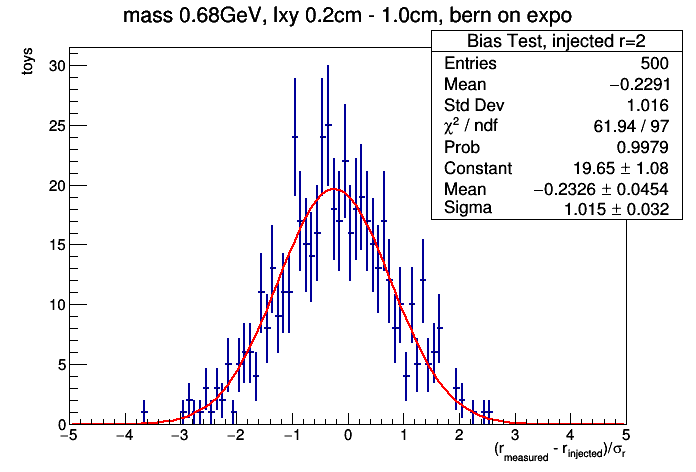 mass 0.68GeV, lxy 0.2cm - 1.0cm, bern on expo
Bias Test, injected r=2
Entries 500
Mean −0.2291
Std Dev 1.016
χ² / ndf 61.94 / 97
Prob 0.9979
Constant 19.65 ± 1.08
Mean −0.2326 ± 0.0454
Sigma 1.015 ± 0.032
toys
30
25
20
15
10
5
0
−5 −4 −3 −2 −1 0 1 2 3 4 5
(r_measured - r_injected)/σ_r